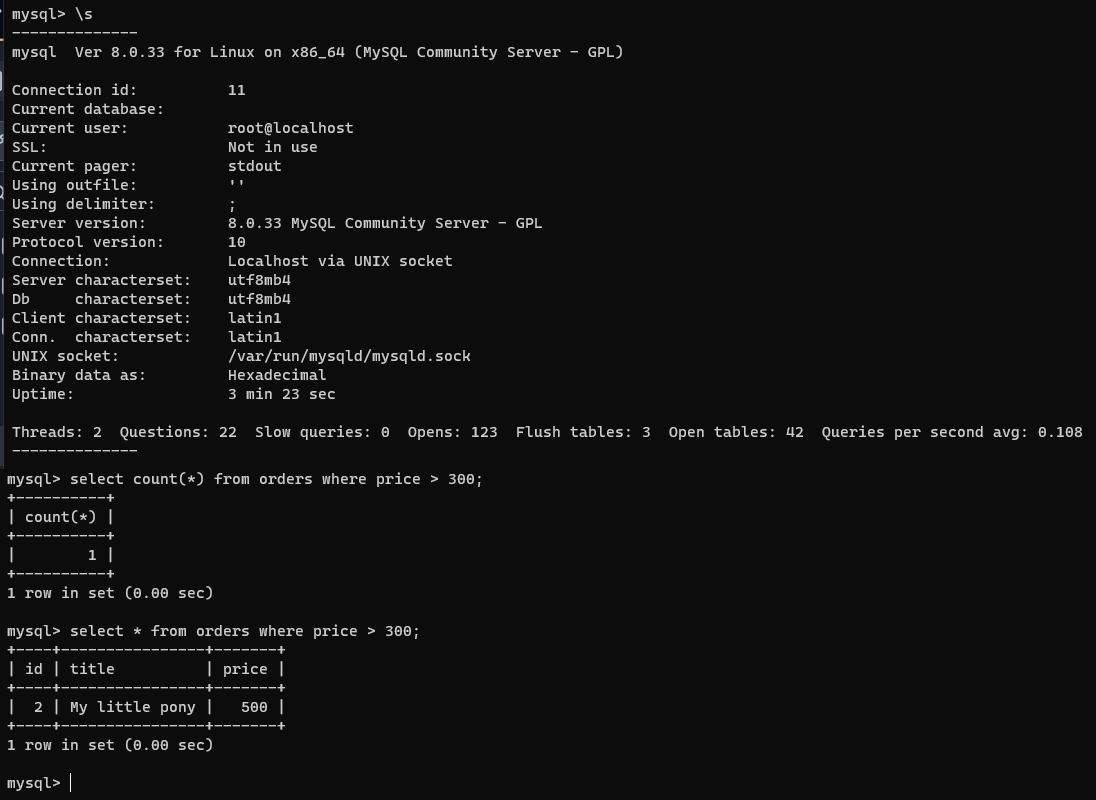 mysql> \s
--------------
mysql  Ver 8.0.33 for Linux on x86_64 (MySQL Community Server - GPL)

Connection id:          11
Current database:
Current user:           root@localhost
SSL:                    Not in use
Current pager:          stdout
Using outfile:          ''
Using delimiter:        ;
Server version:         8.0.33 MySQL Community Server - GPL
Protocol version:       10
Connection:             Localhost via UNIX socket
Server characterset:    utf8mb4
Db     characterset:    utf8mb4
Client characterset:    latin1
Conn.  characterset:    latin1
UNIX socket:            /var/run/mysqld/mysqld.sock
Binary data as:         Hexadecimal
Uptime:                 3 min 23 sec

Threads: 2  Questions: 22  Slow queries: 0  Opens: 123  Flush tables: 3  Open tables: 42  Queries per second avg: 0.108
--------------
mysql> select count(*) from orders where price > 300;
+----------+
| count(*) |
+----------+
|        1 |
+----------+
1 row in set (0.00 sec)

mysql> select * from orders where price > 300;
+----+----------------+-------+
| id | title          | price |
+----+----------------+-------+
|  2 | My little pony |   500 |
+----+----------------+-------+
1 row in set (0.00 sec)

mysql>